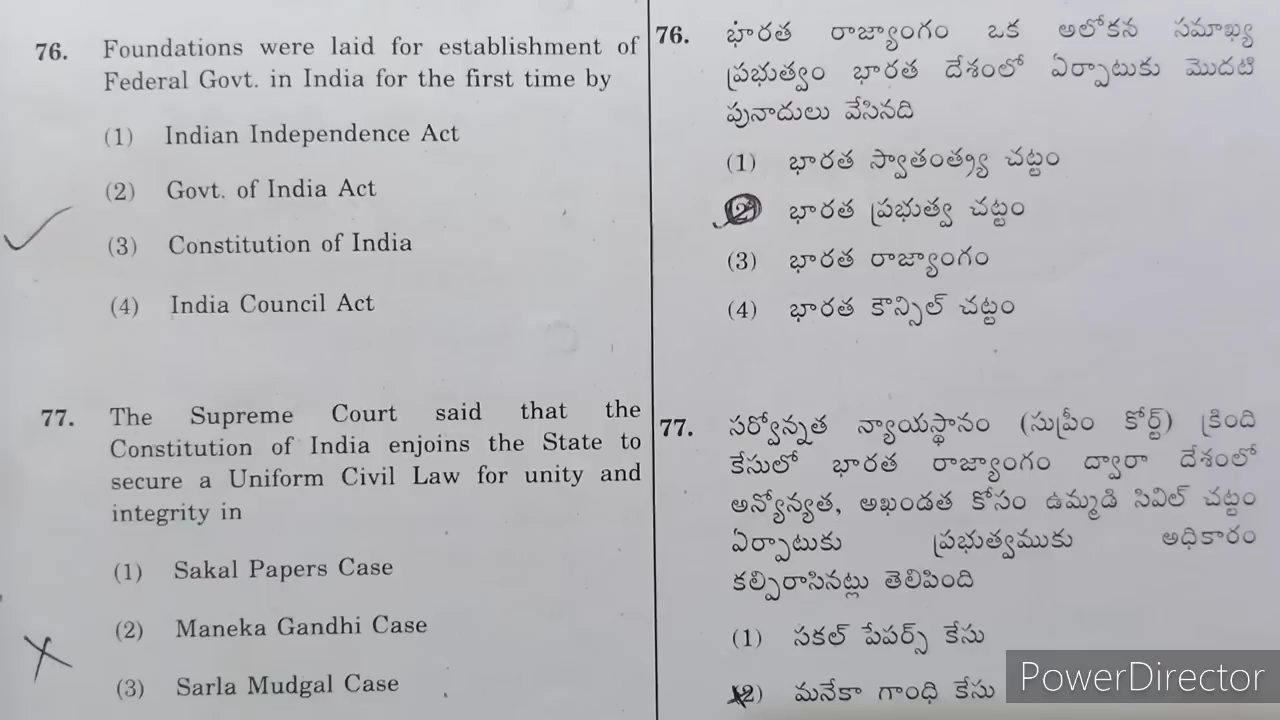 76. Foundations were laid for establishment of
Federal Govt. in India for the first time by
(1) Indian Independence Act
(2) Govt. of India Act
(3) Constitution of India
(4) India Council Act
77. The Supreme Court said that the
Constitution of India enjoins the State to
secure a Uniform Civil Law for unity and
integrity in
(1) Sakal Papers Case
(2) Maneka Gandhi Case
(3) Sarla Mudgal Case
76. భారత రాజ్యాంగం ఒక అలోకన సమాఖ్య
ప్రభుత్వం భారత దేశంలో ఏర్పాటుకు మొదటి
పునాదులు వేసినది
(1) భారత స్వాతంత్ర్య చట్టం
(2) భారత ప్రభుత్వ చట్టం
(3) భారత రాజ్యాంగం
(4) భారత కౌన్సిల్ చట్టం
77. సర్వోన్నత న్యాయస్థానం (సుప్రీం కోర్ట్) క్రింది
కేసులో భారత రాజ్యాంగం ద్వారా దేశంలో
అన్యోన్యత, అఖండత కోసం ఉమ్మడి సివిల్ చట్టం
ఏర్పాటుకు ప్రభుత్వముకు అధికారం
కల్పిరాసినట్లు తెలిపింది
(1) సకల్ పేపర్స్ కేసు
(2) మనేకా గాంధి కేసు
PowerDirector